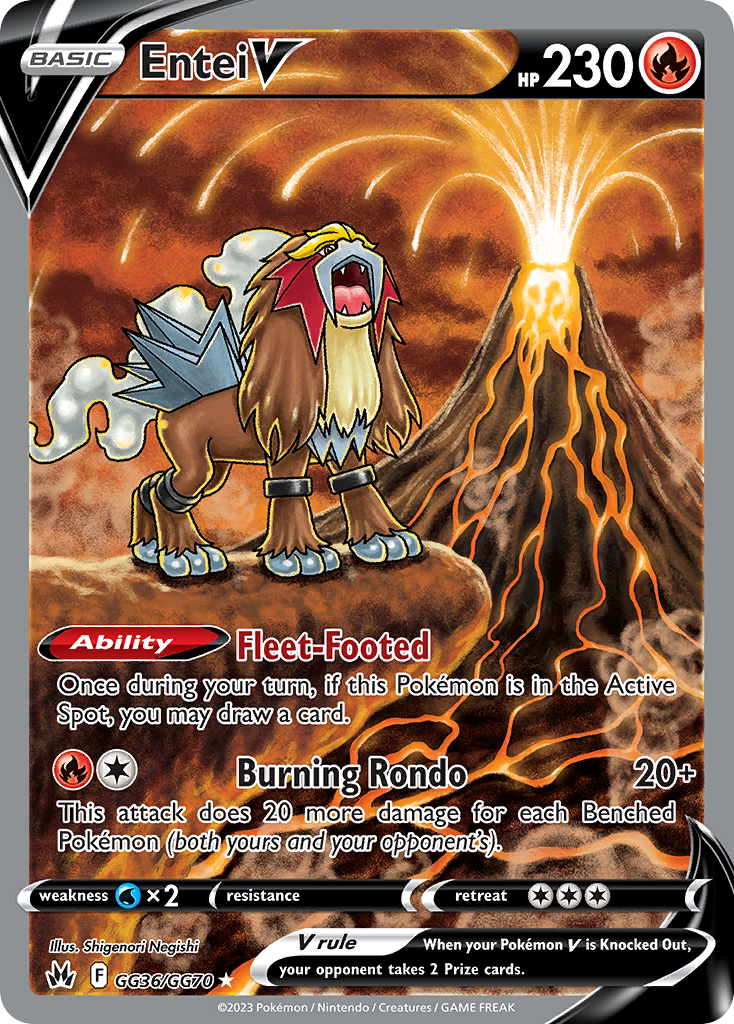 BASIC
Entei V
HP 230
Ability Fleet-Footed
Once during your turn, if this Pokémon is in the Active
Spot, you may draw a card.
Burning Rondo 20+
This attack does 20 more damage for each Benched
Pokémon (both yours and your opponent's).
weakness ×2 resistance retreat
Illus. Shigenori Negishi
V rule When your Pokémon V is Knocked Out,
your opponent takes 2 Prize cards.
F GG36/GG70 ★
©2023 Pokémon / Nintendo / Creatures / GAME FREAK